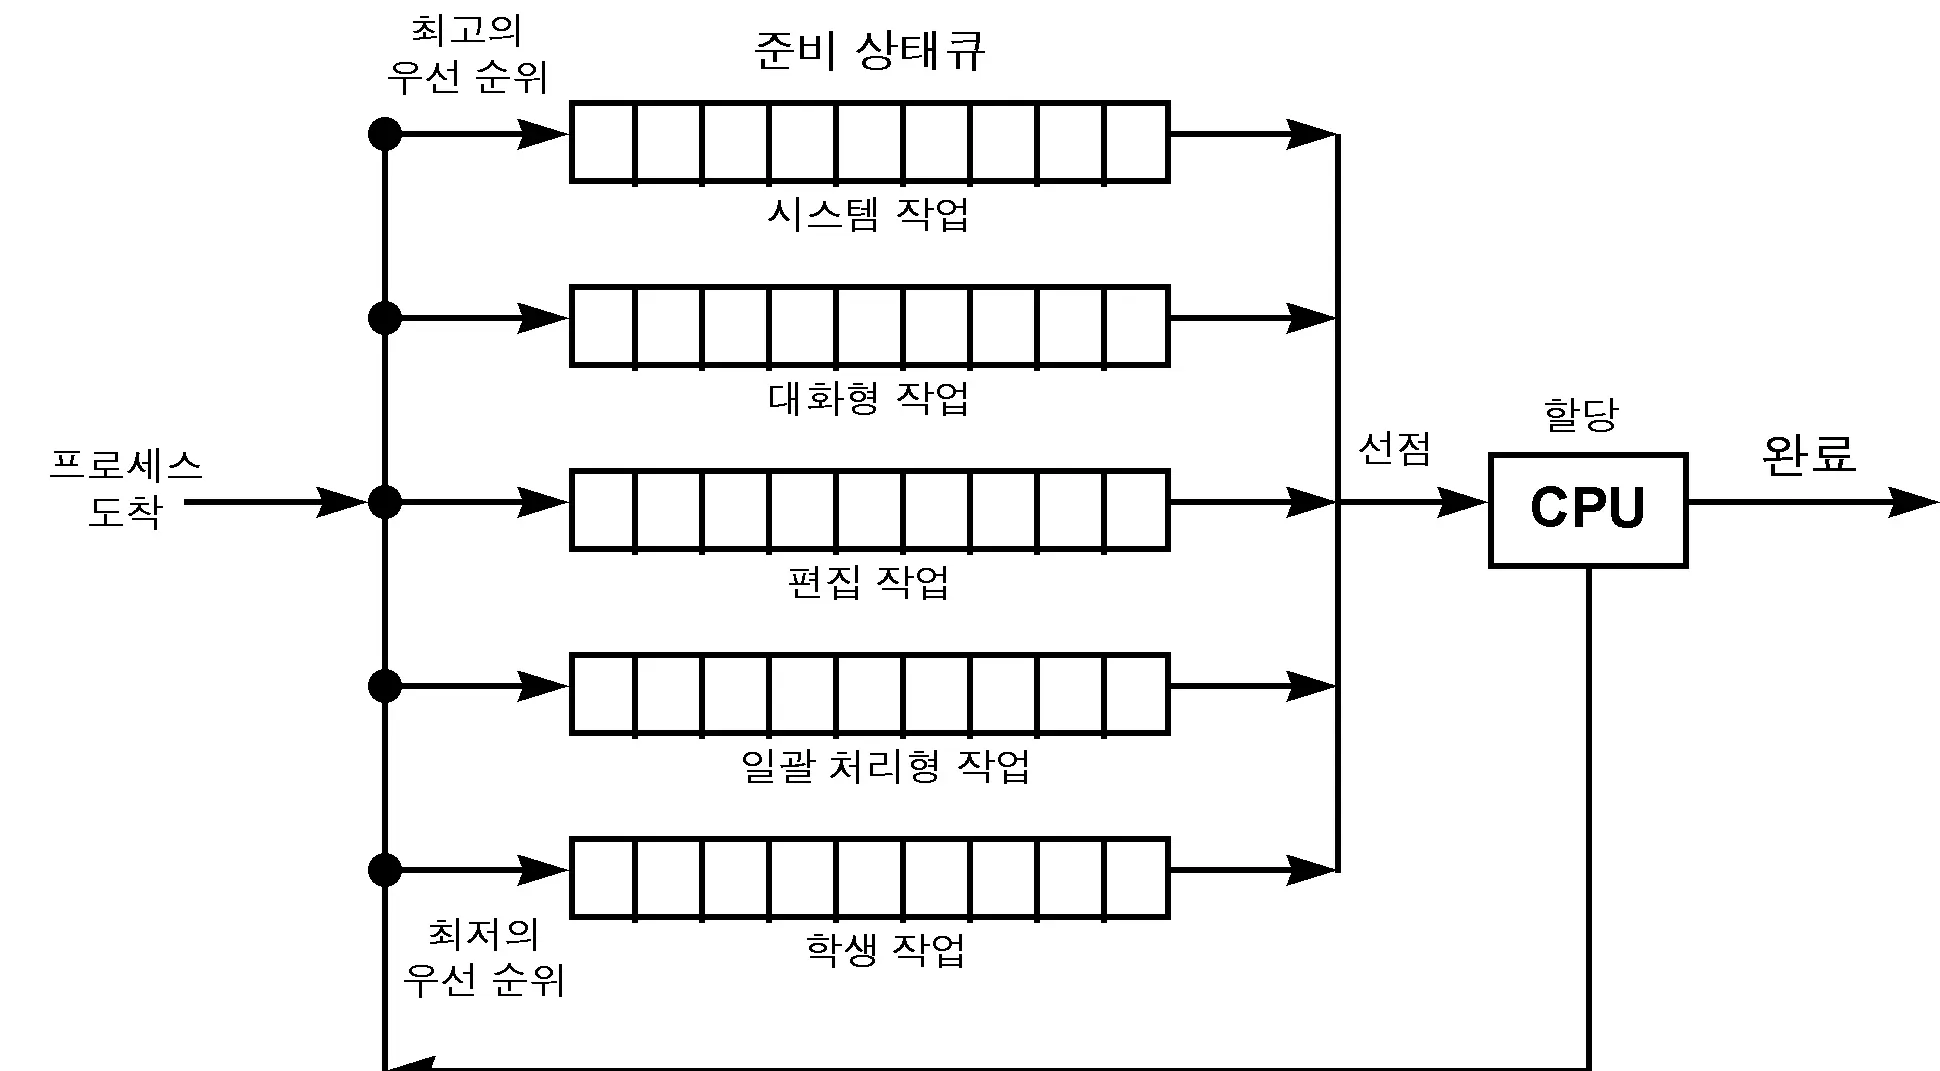 최고의
우선 순위
준비 상태큐
시스템 작업
대화형 작업
프로세스
도착
편집 작업
선점
할당
CPU
완료
일괄 처리형 작업
최저의
우선 순위
학생 작업